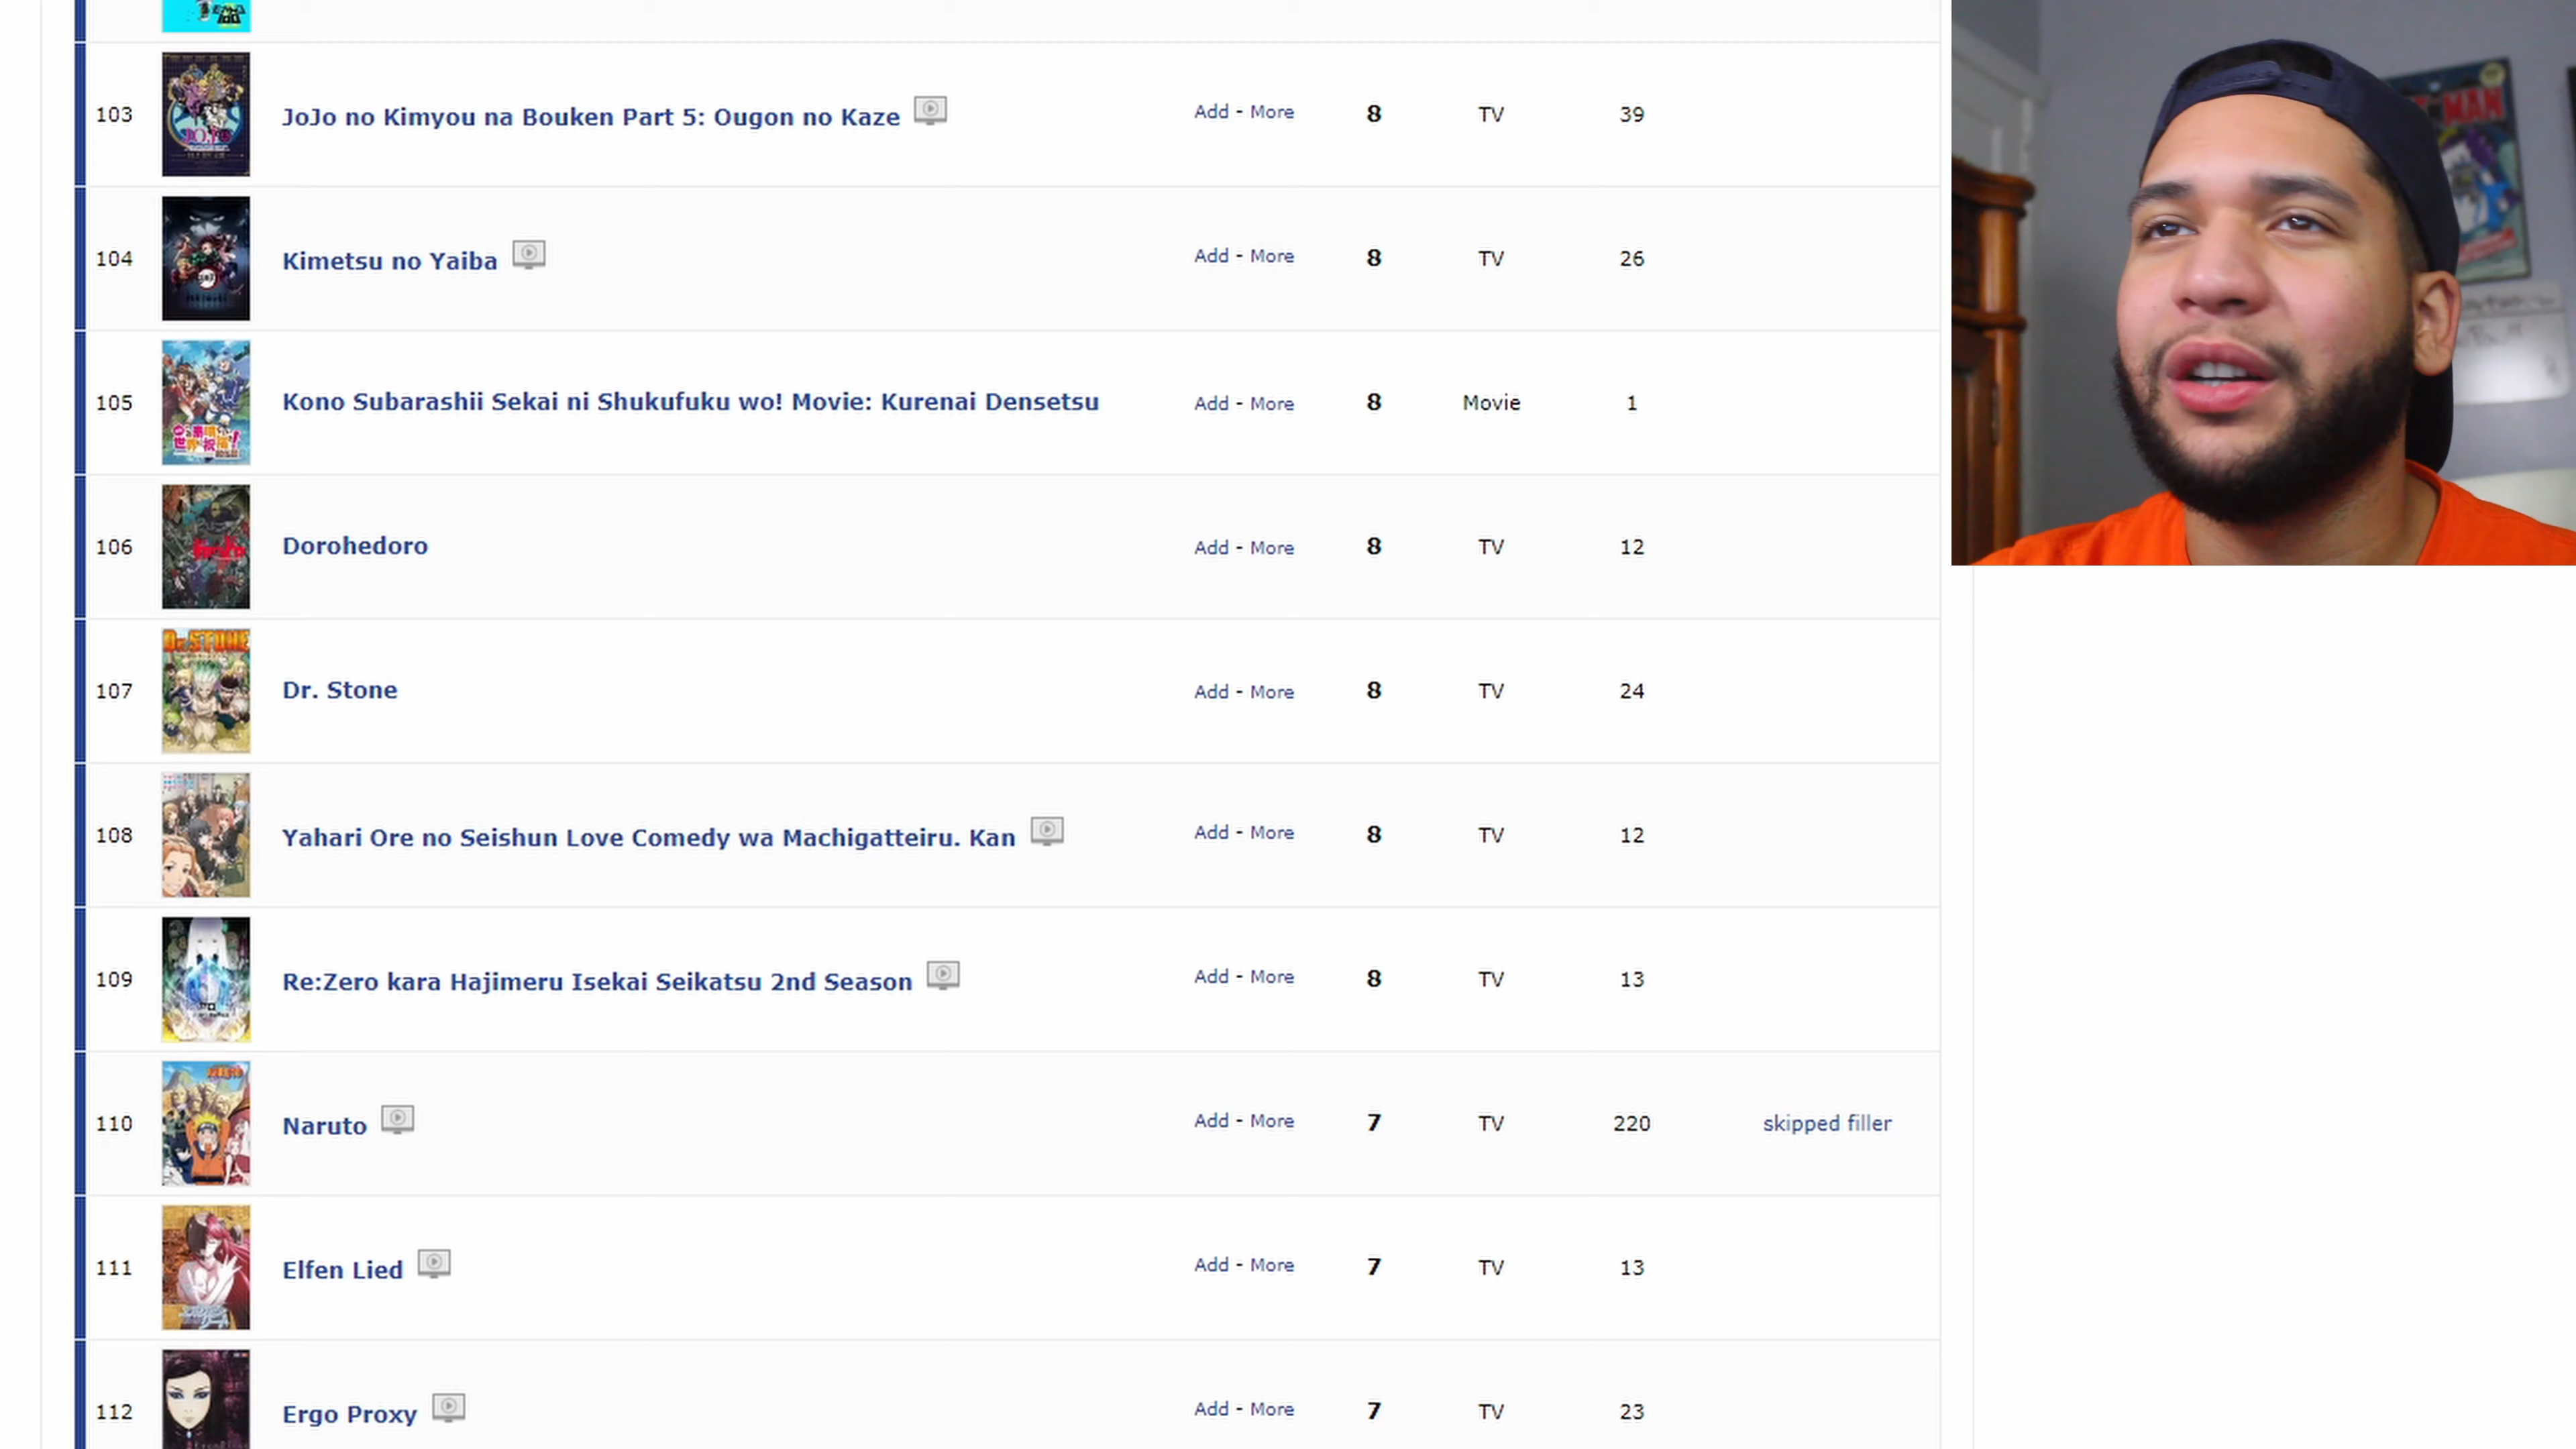 103 JoJo no Kimyou na Bouken Part 5: Ougon no Kaze Add - More 8 TV 39
104 Kimetsu no Yaiba Add - More 8 TV 26
105 Kono Subarashii Sekai ni Shukufuku wo! Movie: Kurenai Densetsu Add - More 8 Movie 1
106 Dorohedoro Add - More 8 TV 12
Dr.STONE
107 Dr. Stone Add - More 8 TV 24
108 Yahari Ore no Seishun Love Comedy wa Machigatteiru. Kan Add - More 8 TV 12
109 Re:Zero kara Hajimeru Isekai Seikatsu 2nd Season Add - More 8 TV 13
110 Naruto Add - More 7 TV 220 skipped filler
111 Elfen Lied Add - More 7 TV 13
112 Ergo Proxy Add - More 7 TV 23